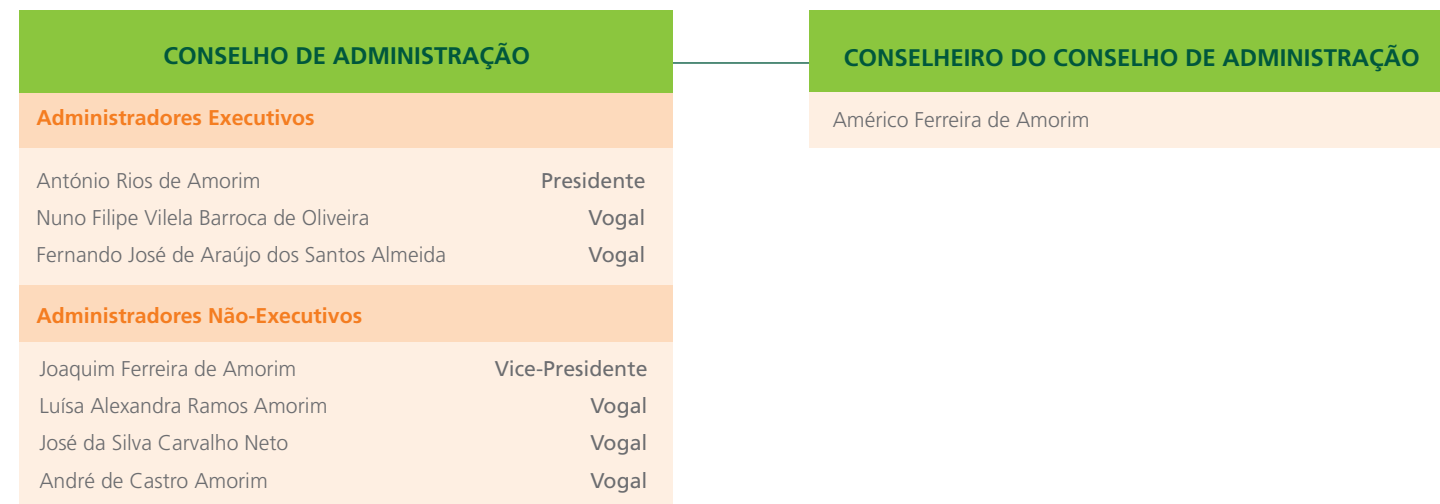 CONSELHO DE ADMINISTRAÇÃO
Administradores Executivos
António Rios de Amorim Presidente
Nuno Filipe Vilela Barroca de Oliveira Vogal
Fernando José de Araújo dos Santos Almeida Vogal
Administradores Não-Executivos
Joaquim Ferreira de Amorim Vice-Presidente
Luísa Alexandra Ramos Amorim Vogal
José da Silva Carvalho Neto Vogal
André de Castro Amorim Vogal
CONSELHEIRO DO CONSELHO DE ADMINISTRAÇÃO
Américo Ferreira de Amorim